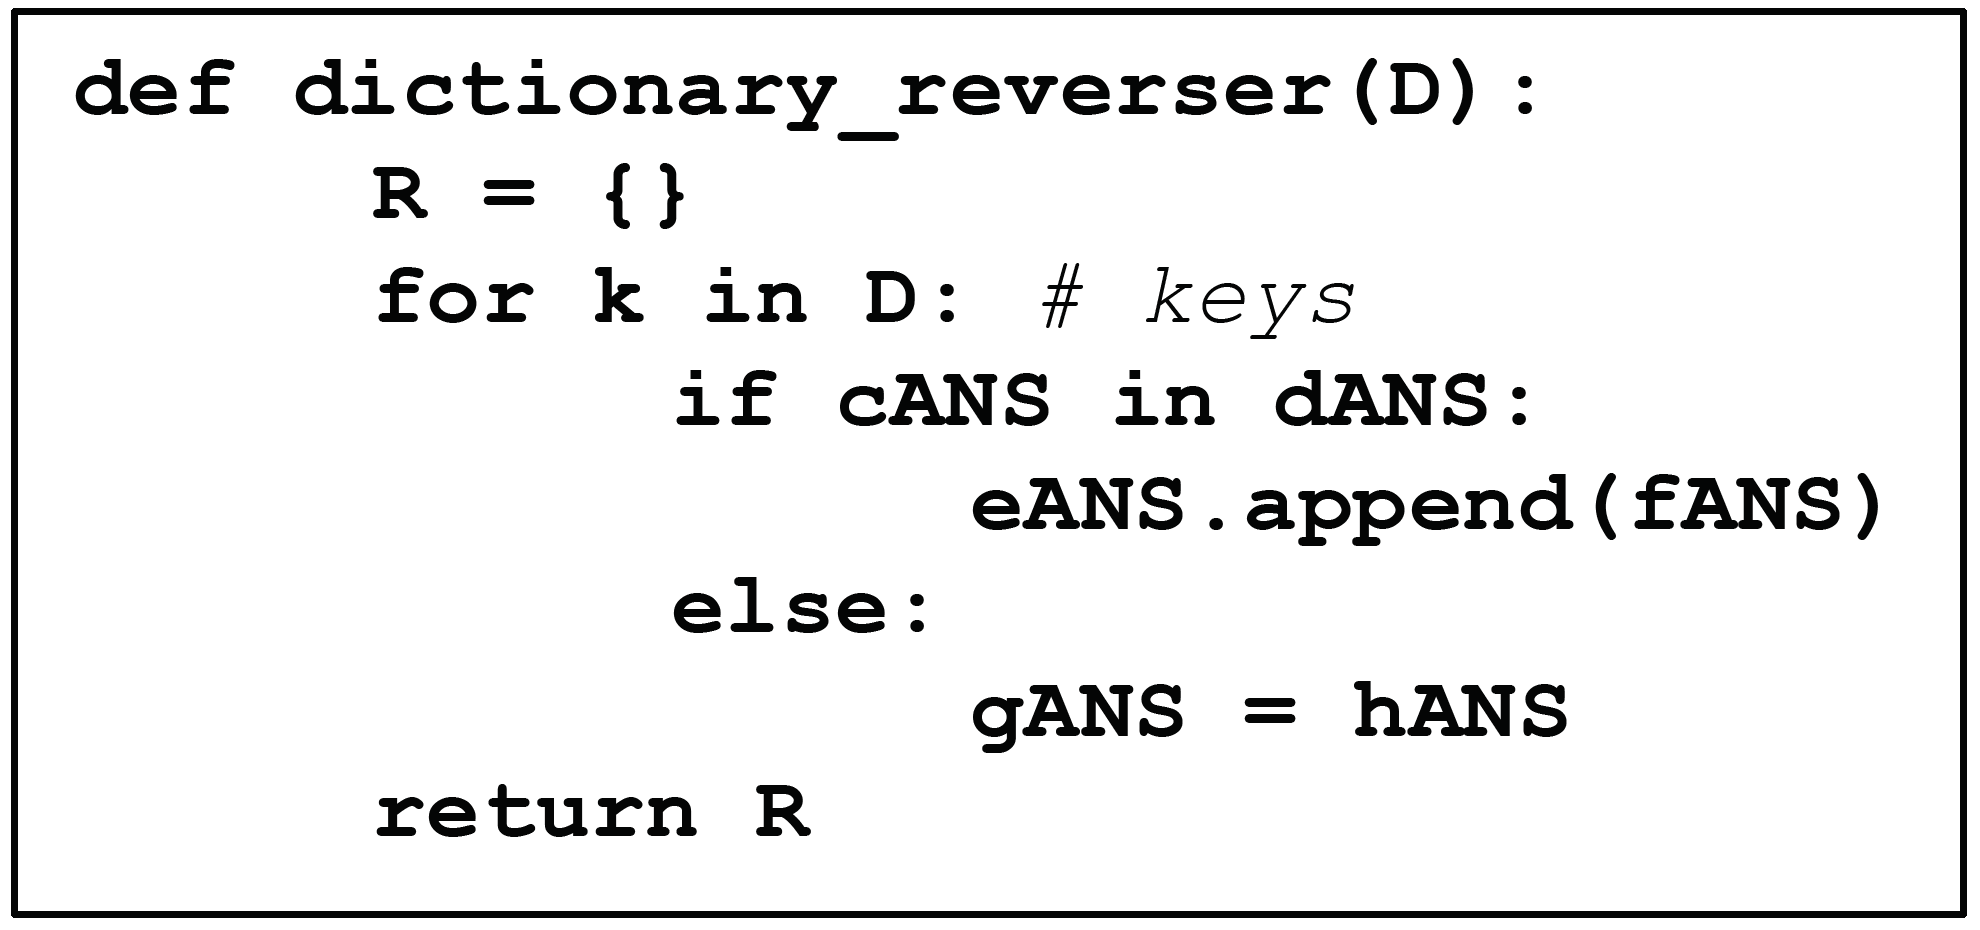 def dictionary_reverser(D):
R = {}
for k in D: # keys
if cANS in dANS:
eANS.append(fANS)
else:
gANS = hANS
return R